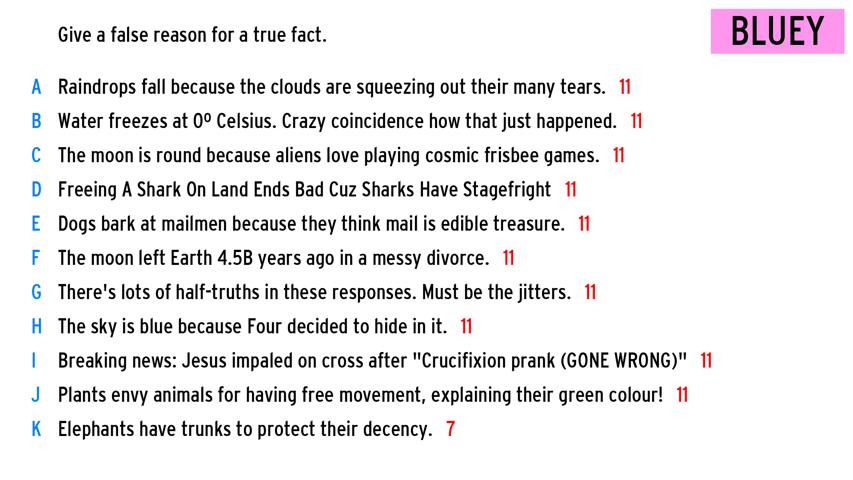 Give a false reason for a true fact.
BLUEY
A Raindrops fall because the clouds are squeezing out their many tears. 11
B Water freezes at 0º Celsius. Crazy coincidence how that just happened. 11
C The moon is round because aliens love playing cosmic frisbee games. 11
D Freeing A Shark On Land Ends Bad Cuz Sharks Have Stagefright 11
E Dogs bark at mailmen because they think mail is edible treasure. 11
F The moon left Earth 4.5B years ago in a messy divorce. 11
G There's lots of half-truths in these responses. Must be the jitters. 11
H The sky is blue because Four decided to hide in it. 11
I Breaking news: Jesus impaled on cross after "Crucifixion prank (GONE WRONG)" 11
J Plants envy animals for having free movement, explaining their green colour! 11
K Elephants have trunks to protect their decency. 7